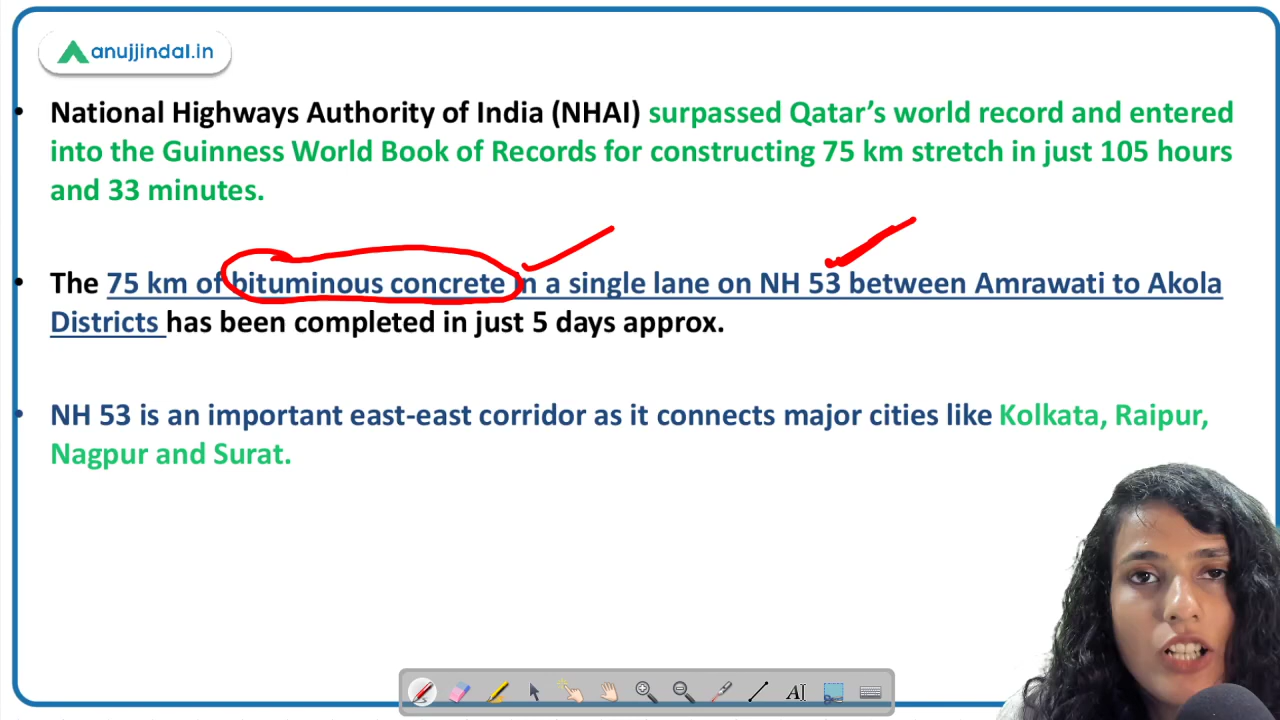 anujjindal.in
• National Highways Authority of India (NHAI) surpassed Qatar’s world record and entered
into the Guinness World Book of Records for constructing 75 km stretch in just 105 hours
and 33 minutes.
• The 75 km of bituminous concrete in a single lane on NH 53 between Amrawati to Akola
Districts has been completed in just 5 days approx.
• NH 53 is an important east-east corridor as it connects major cities like Kolkata, Raipur,
Nagpur and Surat.